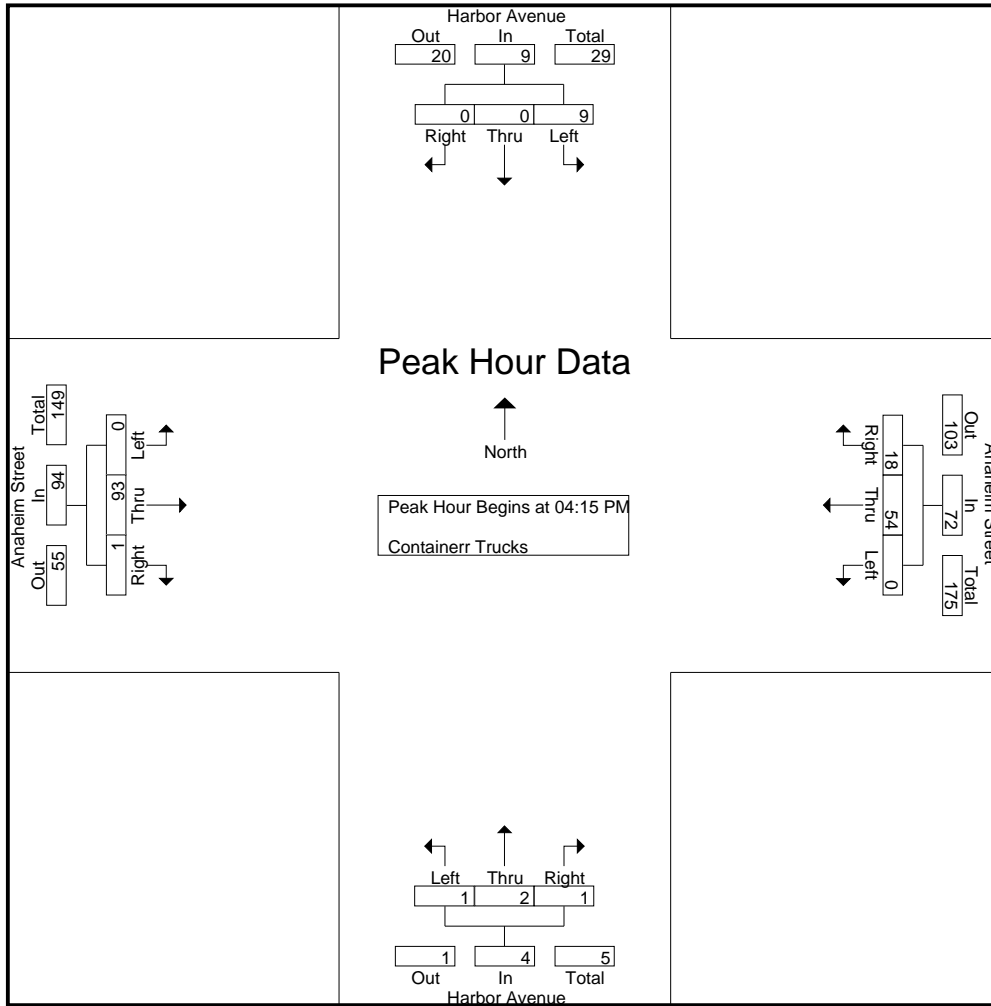 Harbor Avenue
Out In Total
20 9 29
0 0 9
Right Thru Left
Peak Hour Data
North
Peak Hour Begins at 04:15 PM
Containerr Trucks
Anaheim Street
Total In Out
149 94 55
0 93 1
Left Thru Right
Anaheim Street
Out In Total
103 72 175
18 54 0
Right Thru Left
Left Thru Right
1 2 1
1 4 5
Out In Total
Harbor Avenue